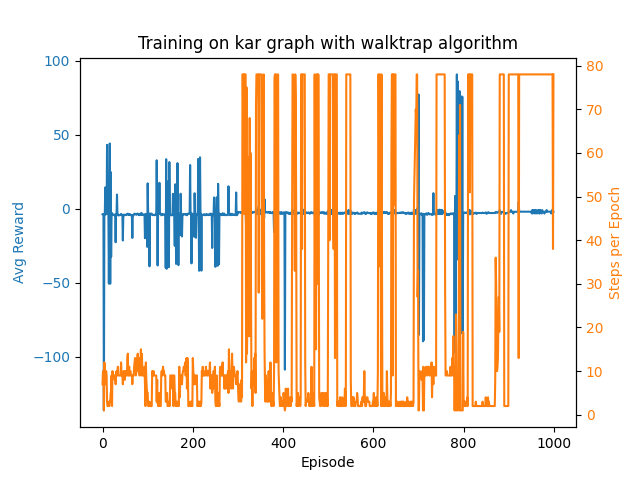 Training on kar graph with walktrap algorithm
100
50
0
−50
−100
Avg Reward
80
70
60
50
40
30
20
10
0
Steps per Epoch
0 200 400 600 800 1000
Episode